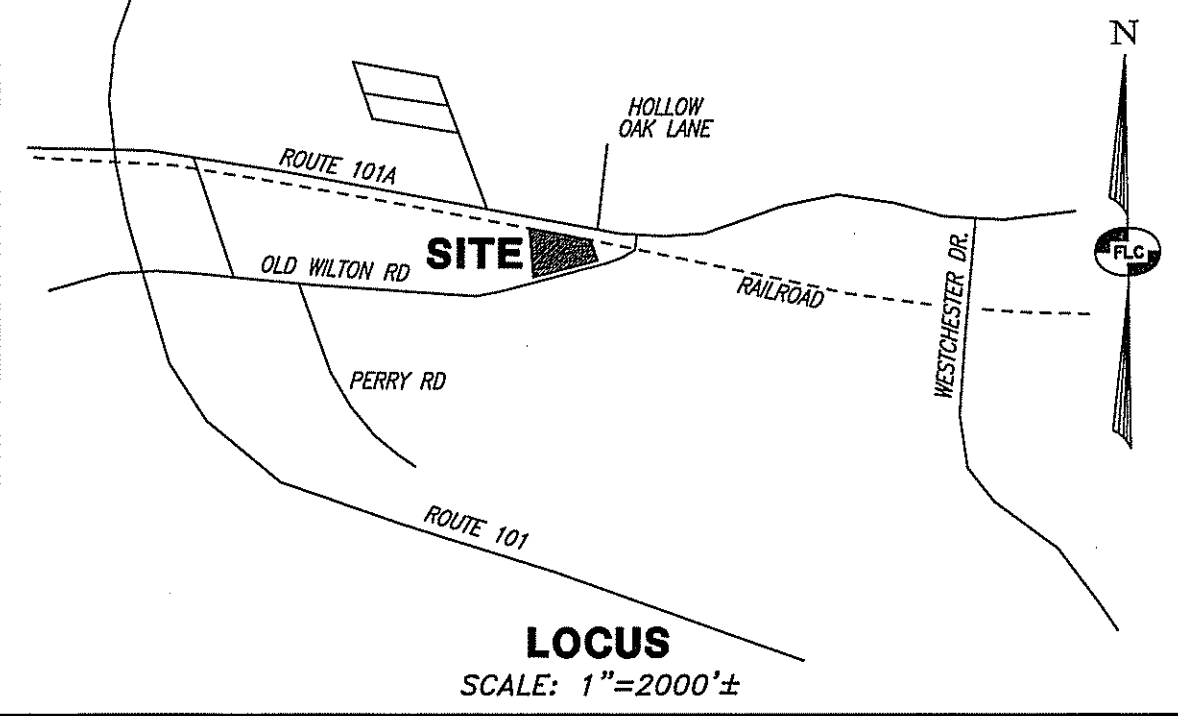 N
HOLLOW
OAK LANE
ROUTE 101A
SITE
FLC
OLD WILTON RD
RAILROAD
WESTCHESTER DR.
PERRY RD
ROUTE 101
LOCUS
SCALE: 1"=2000'±